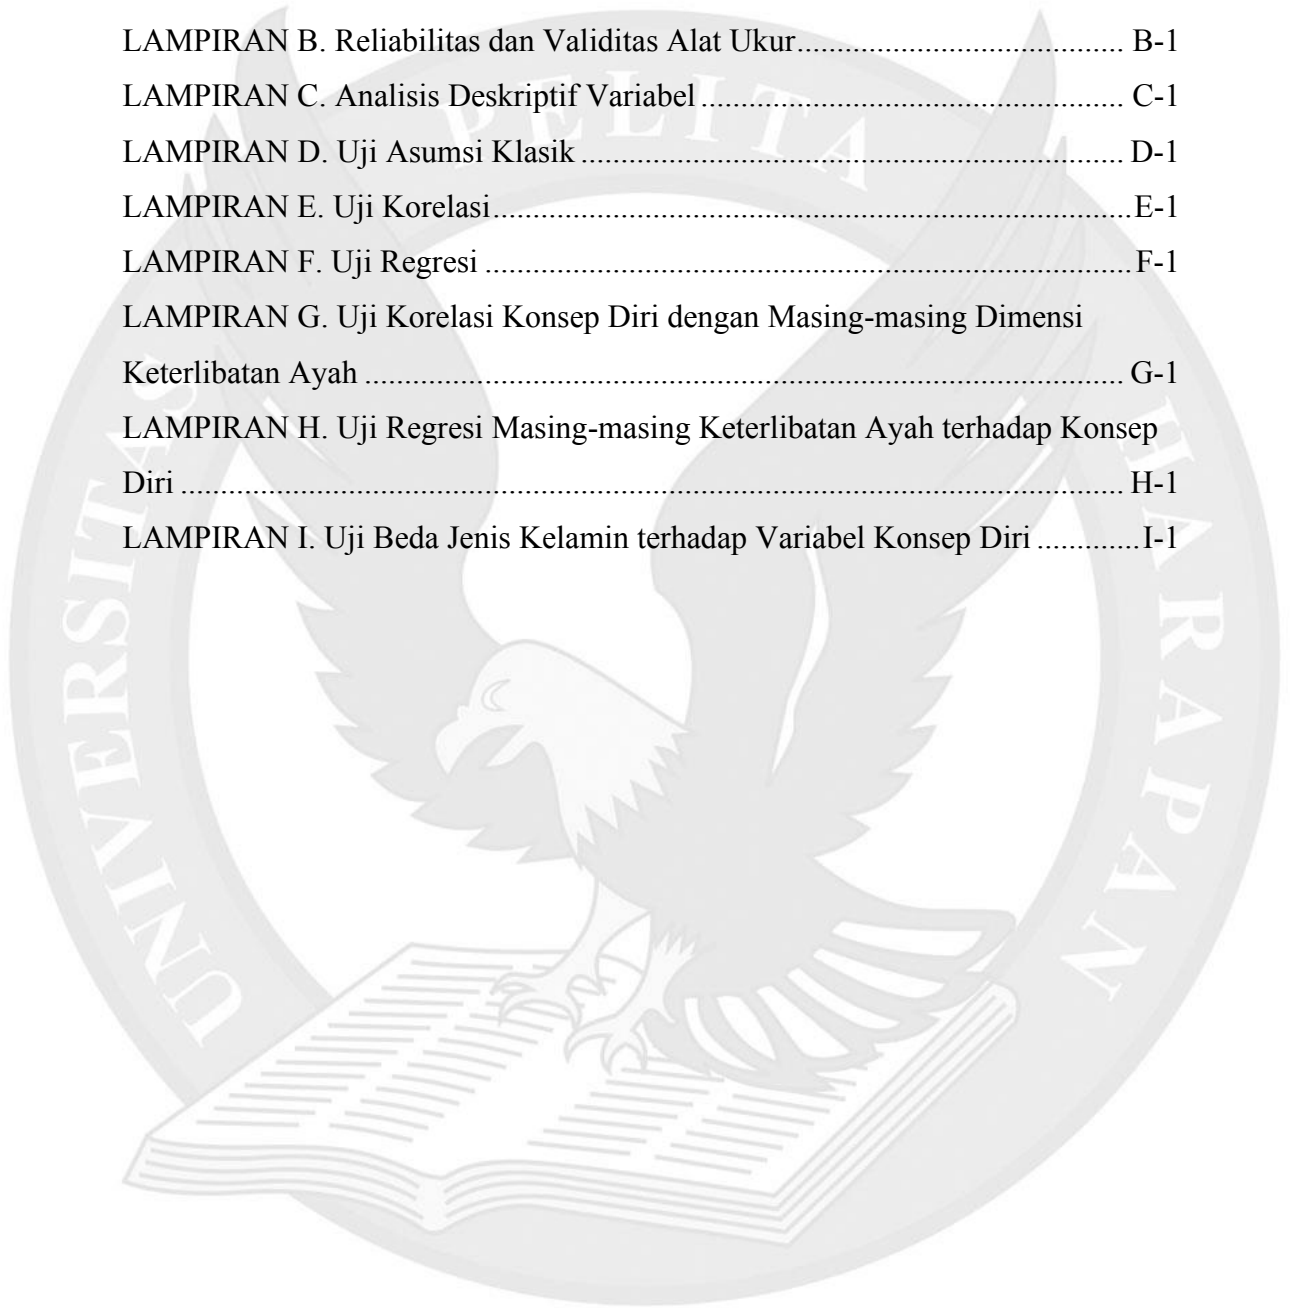 LAMPIRAN B. Reliabilitas dan Validitas Alat Ukur........................................ B-1
LAMPIRAN C. Analisis Deskriptif Variabel.................................................... C-1
LAMPIRAN D. Uji Asumsi Klasik................................................................... D-1
LAMPIRAN E. Uji Korelasi...............................................................................E-1
LAMPIRAN F. Uji Regresi................................................................................F-1
LAMPIRAN G. Uji Korelasi Konsep Diri dengan Masing-masing Dimensi
Keterlibatan Ayah.............................................................................................. G-1
LAMPIRAN H. Uji Regresi Masing-masing Keterlibatan Ayah terhadap Konsep
Diri.................................................................................................................... H-1
LAMPIRAN I. Uji Beda Jenis Kelamin terhadap Variabel Konsep Diri.............I-1
UNIVERSITAS PELITA HARAPAN